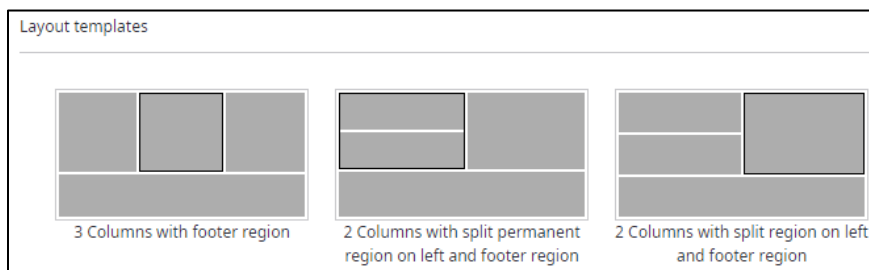 Layout templates
3 Columns with footer region
2 Columns with split permanent
region on left and footer region
2 Columns with split region on left
and footer region